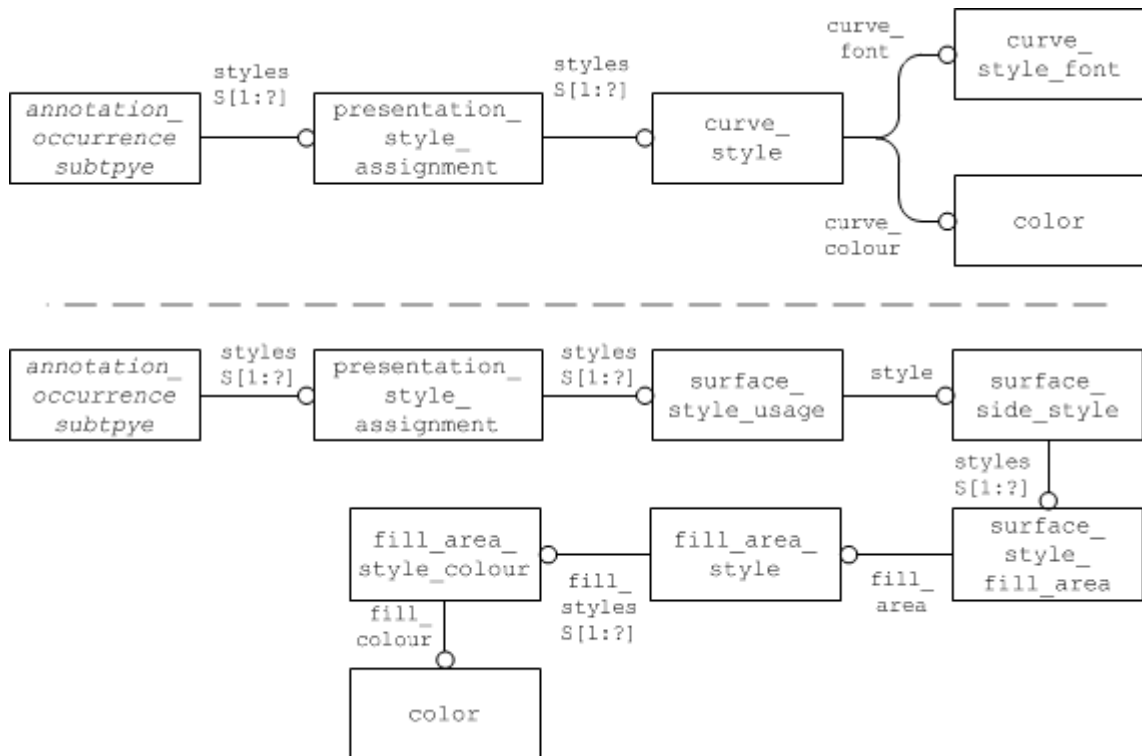 annotation_
occurrence
subtpye
styles
S[1:?]
presentation_
style_
assignment
styles
S[1:?]
curve_
style
curve_
font
curve_
style_font
curve_
colour
color
annotation_
occurrence
subtpye
styles
S[1:?]
presentation_
style_
assignment
styles
S[1:?]
surface_
style_usage
style
surface_
side_style
styles
S[1:?]
surface_
style_
fill_area
fill_
area
fill_area_
style
fill_
styles
S[1:?]
fill_area_
style_colour
fill_
colour
color